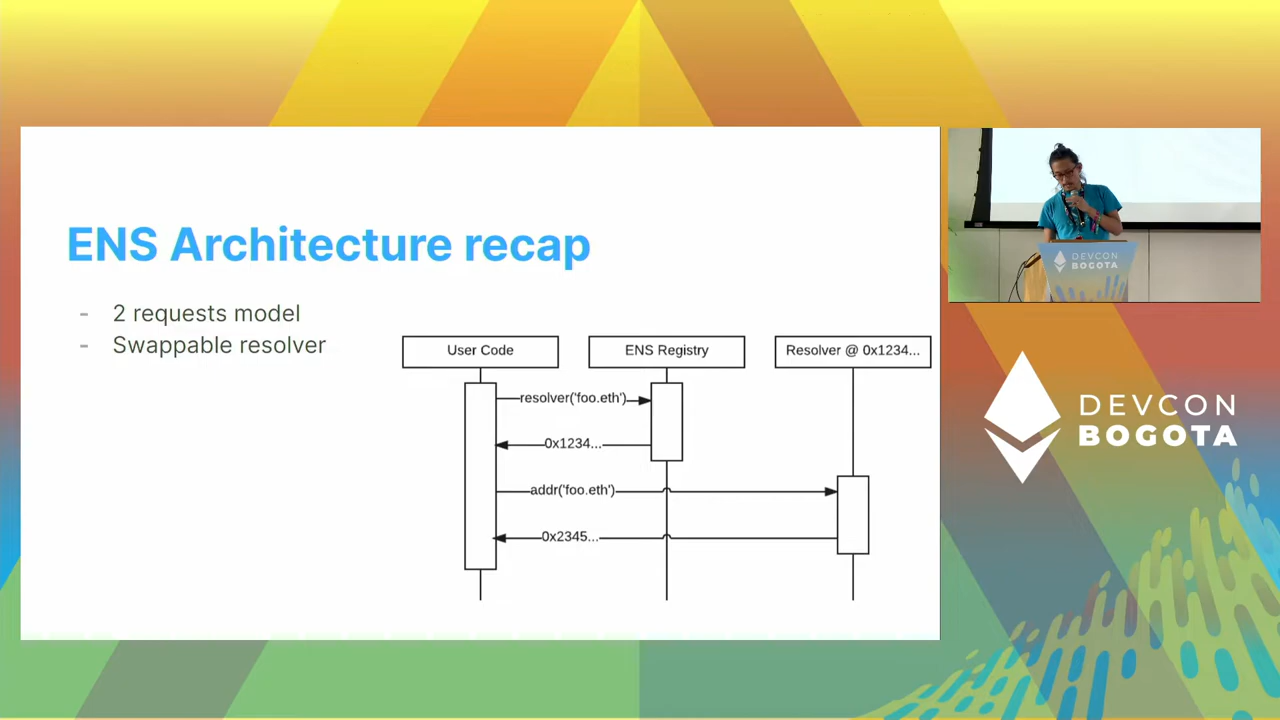 ENS Architecture recap
- 2 requests model
- Swappable resolver
User Code
ENS Registry
Resolver @ 0x1234...
resolver('foo.eth')
0x1234...
addr('foo.eth')
0x2345...
DEVCON
BOGOTA
DEVCON
BOGOTA